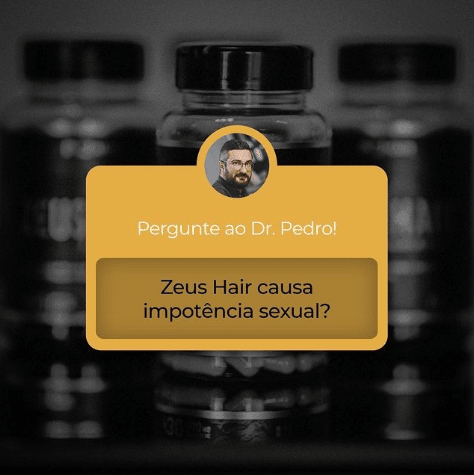 Pergunte ao Dr. Pedro!
Zeus Hair causa
impotência sexual?